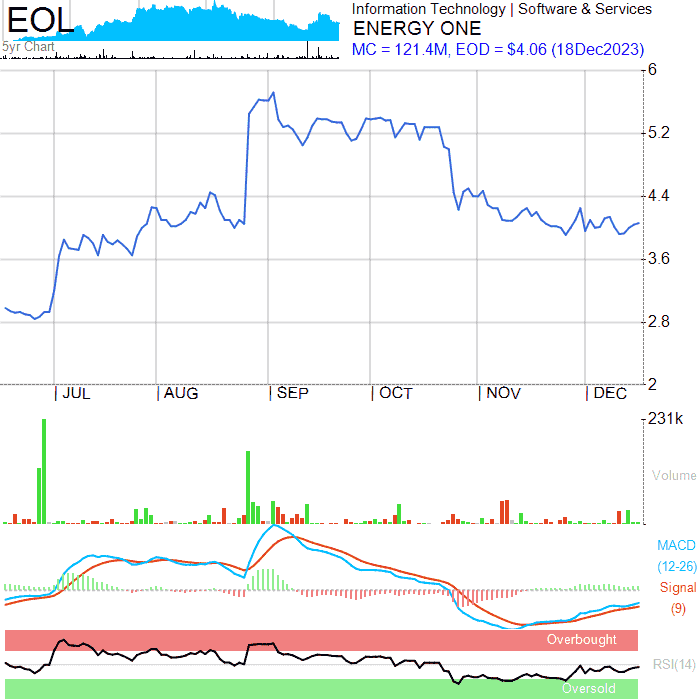 EOL
5yr Chart
Information Technology | Software & Services
ENERGY ONE
MC = 121.4M, EOD = $4.06 (18Dec2023)
6
5.2
4.4
3.6
2.8
2
JUL AUG SEP OCT NOV DEC
231k
Volume
MACD
(12-26)
Signal
(9)
Overbought
RSI(14)
Oversold